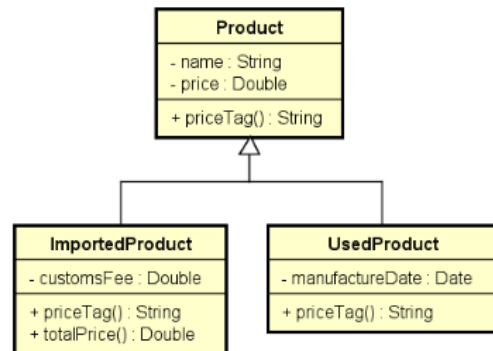 Product
- name : String
- price : Double
+ priceTag() : String
ImportedProduct
- customsFee : Double
+ priceTag() : String
+ totalPrice() : Double
UsedProduct
- manufactureDate : Date
+ priceTag() : String